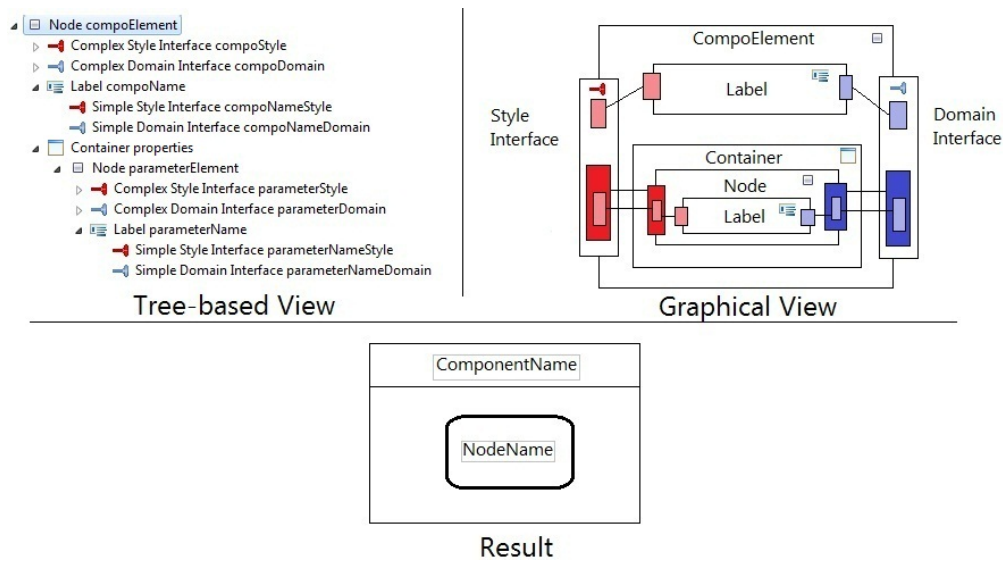 Node compoElement
Complex Style Interface compoStyle
Complex Domain Interface compoDomain
Label compoName
Simple Style Interface compoNameStyle
Simple Domain Interface compoNameDomain
Container properties
Node parameterElement
Complex Style Interface parameterStyle
Complex Domain Interface parameterDomain
Label parameterName
Simple Style Interface parameterNameStyle
Simple Domain Interface parameterNameDomain
Tree-based View
CompoElement
Label
Style
Interface
Domain
Interface
Container
Node
Label
Graphical View
ComponentName
NodeName
Result